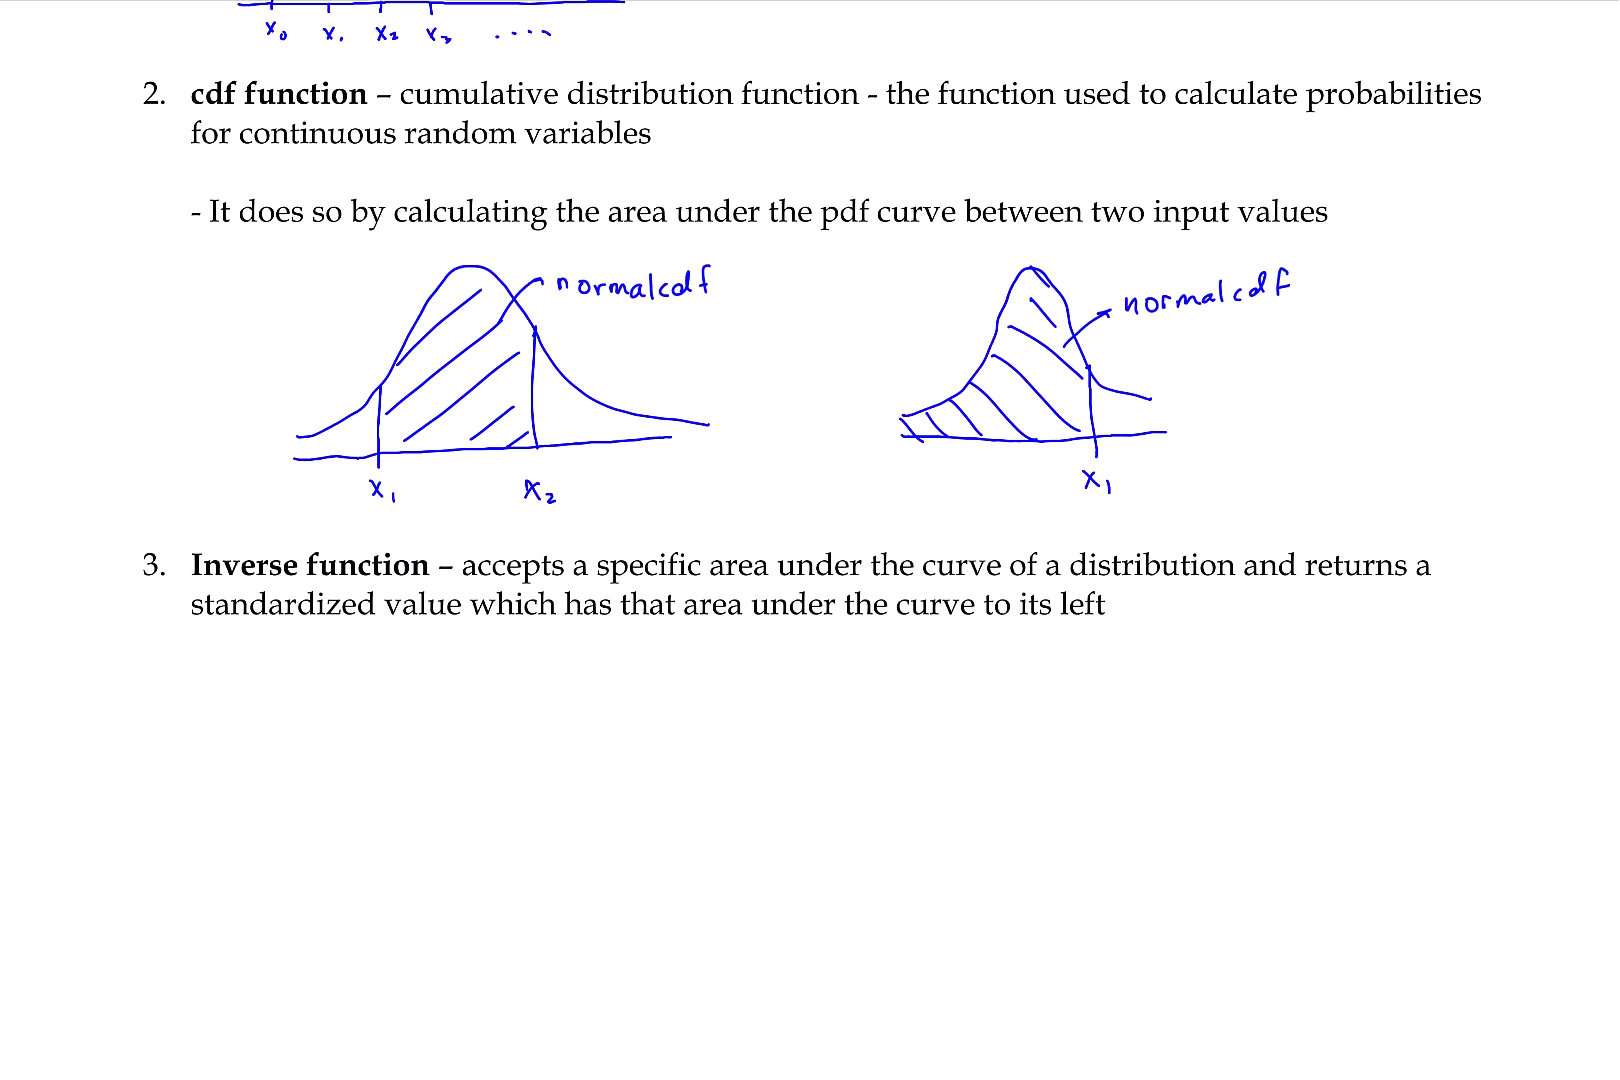 x₀ x₁ x₂ x₃ ....
2. cdf function – cumulative distribution function - the function used to calculate probabilities
for continuous random variables
- It does so by calculating the area under the pdf curve between two input values
normalcdf
normalcdf
x₁ x₂
x₁
3. Inverse function – accepts a specific area under the curve of a distribution and returns a
standardized value which has that area under the curve to its left